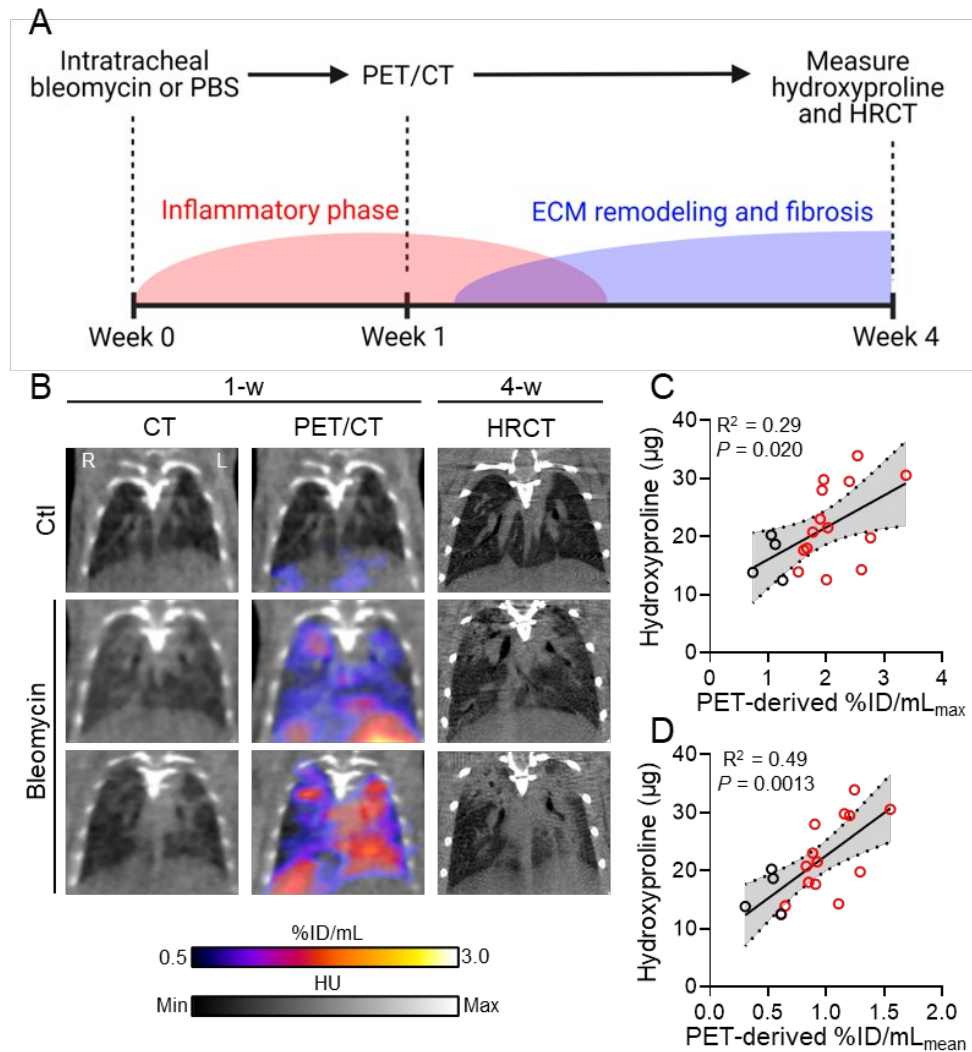 A
Intratracheal
bleomycin or PBS
PET/CT
Measure
hydroxyproline
and HRCT
Inflammatory phase
ECM remodeling and fibrosis
Week 0
Week 1
Week 4
B
1-w
4-w
CT
PET/CT
HRCT
R
L
Ctl
Bleomycin
%ID/mL
0.5
3.0
HU
Min
Max
C
R² = 0.29
P = 0.020
Hydroxyproline (µg)
40
30
20
10
0
0 1 2 3 4
PET-derived %ID/mLmax
D
R² = 0.49
P = 0.0013
Hydroxyproline (µg)
40
30
20
10
0
0.0 0.5 1.0 1.5 2.0
PET-derived %ID/mLmean